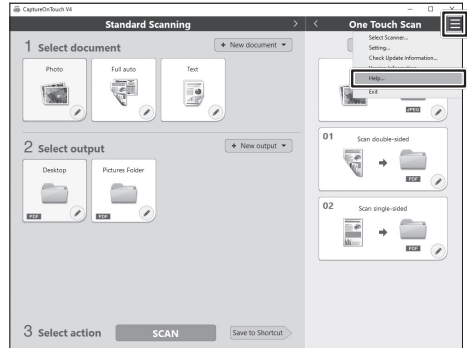 CaptureOnTouch V4
Standard Scanning
One Touch Scan
Select Scanner...
Setting...
Check Update Information...
Version Information...
Help...
Exit
1 Select document
+ New document
Photo
Full auto
Text
JPEG
2 Select output
+ New output
Desktop
Pictures Folder
PDF
PDF
01
Scan double-sided
PDF
02
Scan single-sided
PDF
3 Select action
SCAN
Save to Shortcut